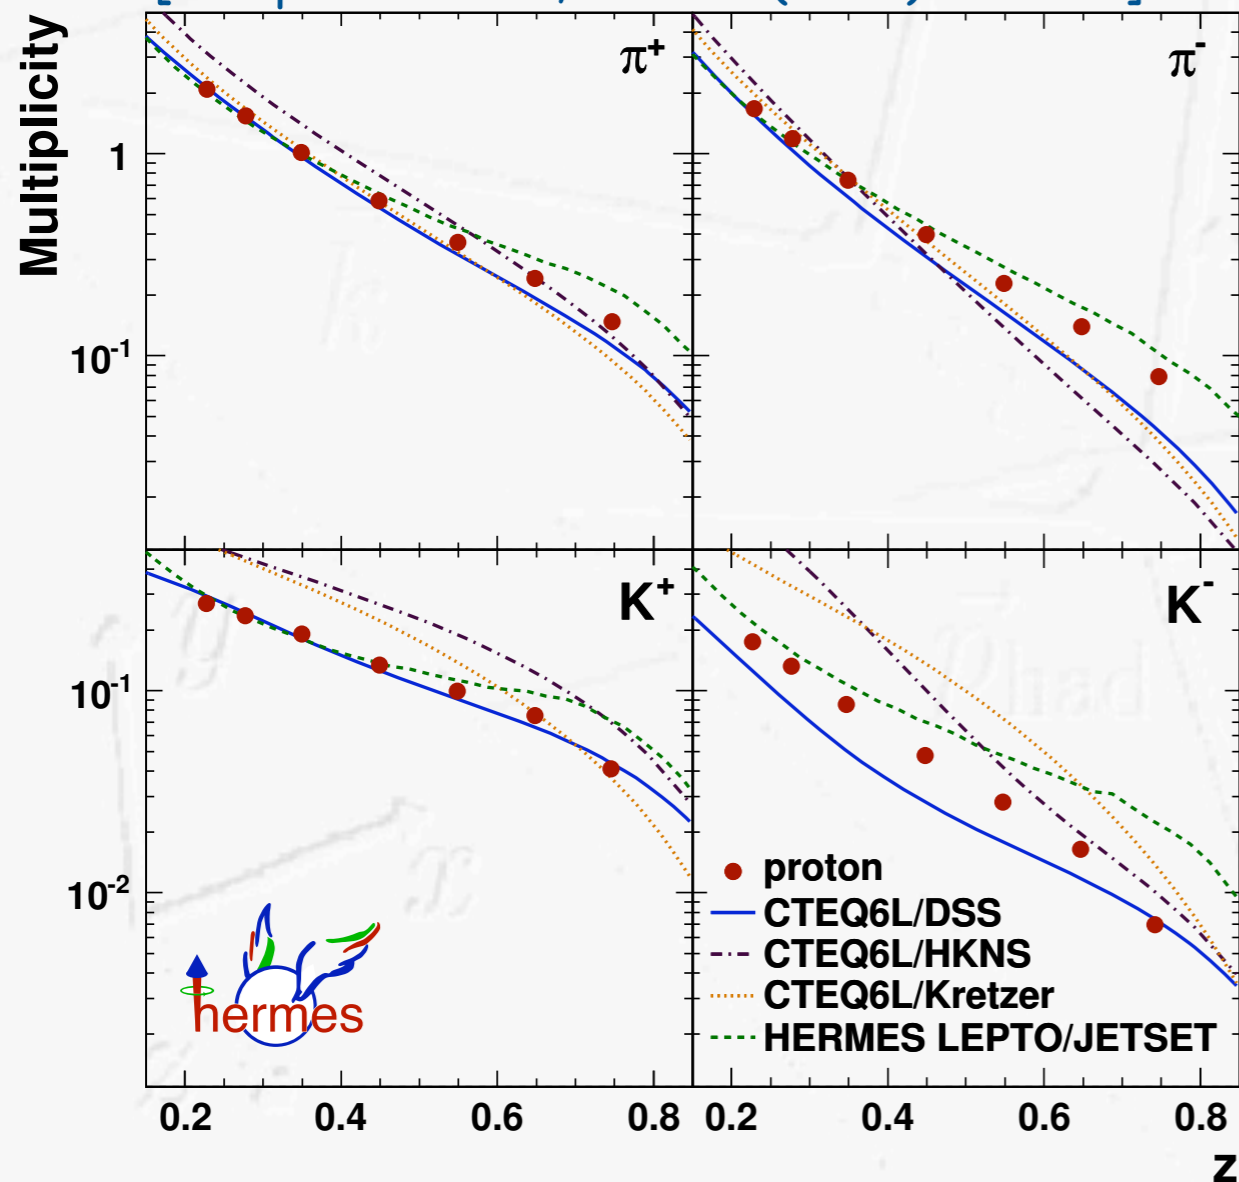 Multiplicity
π+
π-
1
10-1
K+
K-
10-1
10-2
proton
CTEQ6L/DSS
CTEQ6L/HKNS
CTEQ6L/Kretzer
HERMES LEPTO/JETSET
hermes
0.2 0.4 0.6 0.8 0.2 0.4 0.6 0.8
z